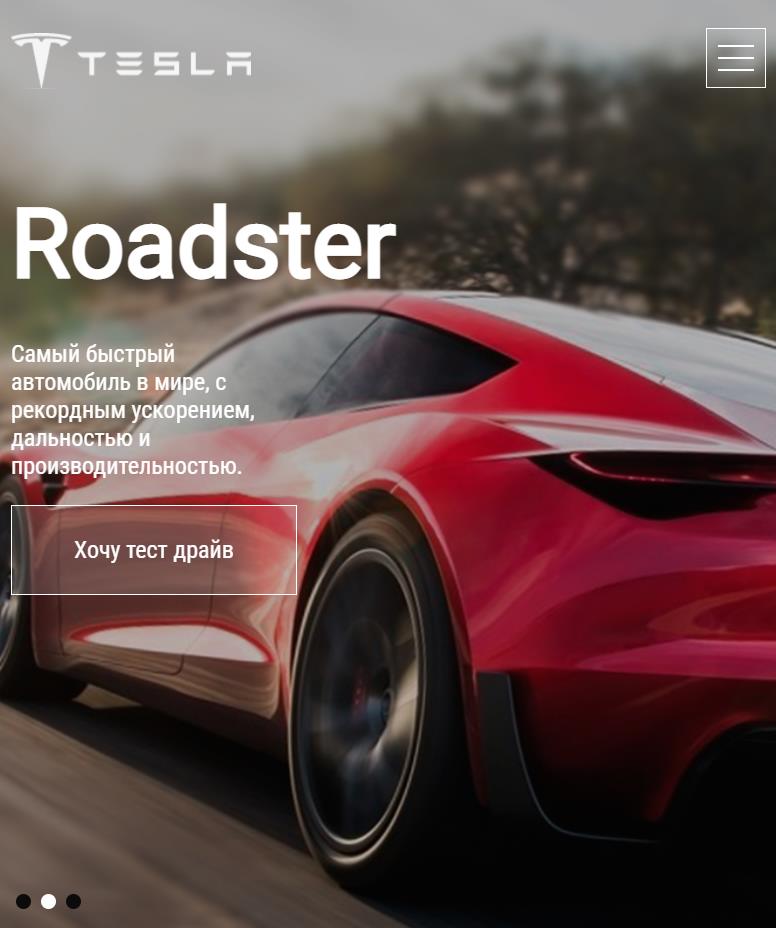 TESLA
Roadster
Самый быстрый
автомобиль в мире, с
рекордным ускорением,
дальностью и
производительностью.
Хочу тест драйв